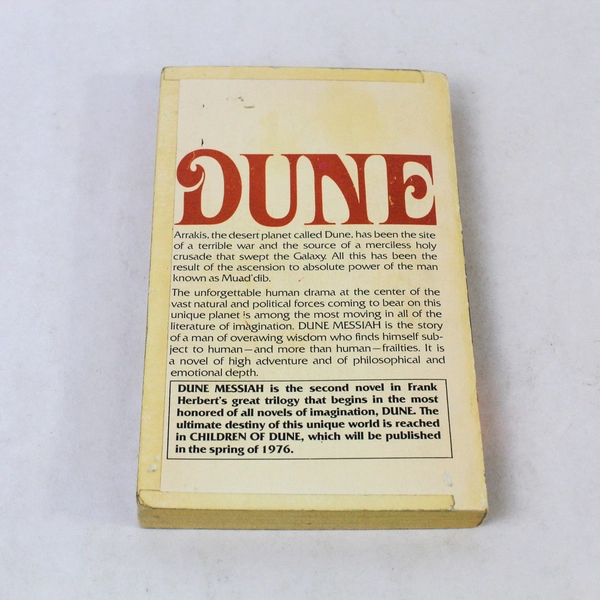 DUNE
Arrakis, the desert planet called Dune, has been the site
of a terrible war and the source of a merciless holy
crusade that swept the Galaxy. All this has been the
result of the ascension to absolute power of the man
known as Muad'dib.
The unforgettable human drama at the center of the
vast natural and political forces coming to bear on this
unique planet is among the most moving in all of the
literature of imagination. DUNE MESSIAH is the story
of a man of overawing wisdom who finds himself sub-
ject to human—and more than human—frailties. It is
a novel of high adventure and of philosophical and
emotional depth.
DUNE MESSIAH is the second novel in Frank
Herbert's great trilogy that begins in the most
honored of all novels of imagination, DUNE. The
ultimate destiny of this unique world is reached
in CHILDREN OF DUNE, which will be published
in the spring of 1976.